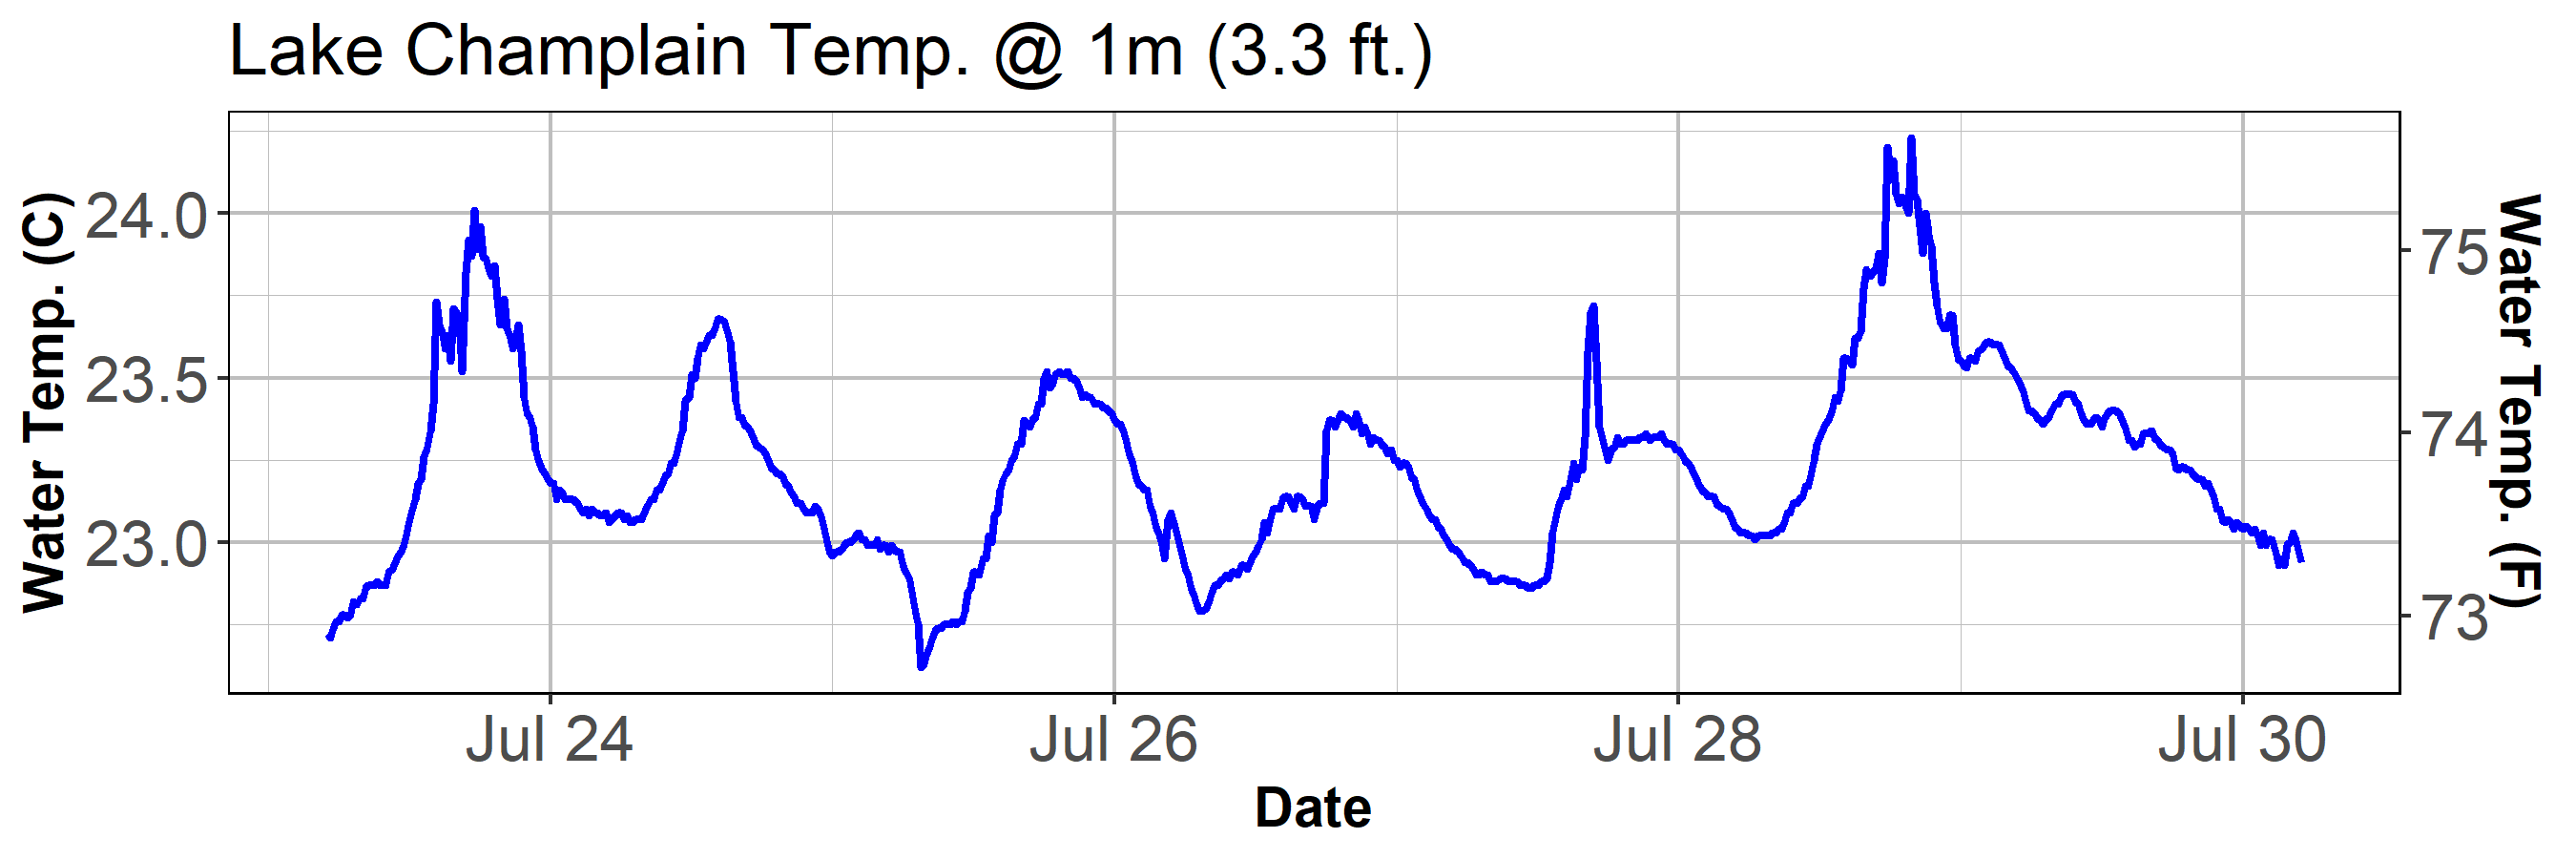 Lake Champlain Temp. @ 1m (3.3 ft.)
Water Temp. (C)
24.0
23.5
23.0
75
74
73
Water Temp. (F)
Jul 24
Jul 26
Jul 28
Jul 30
Date